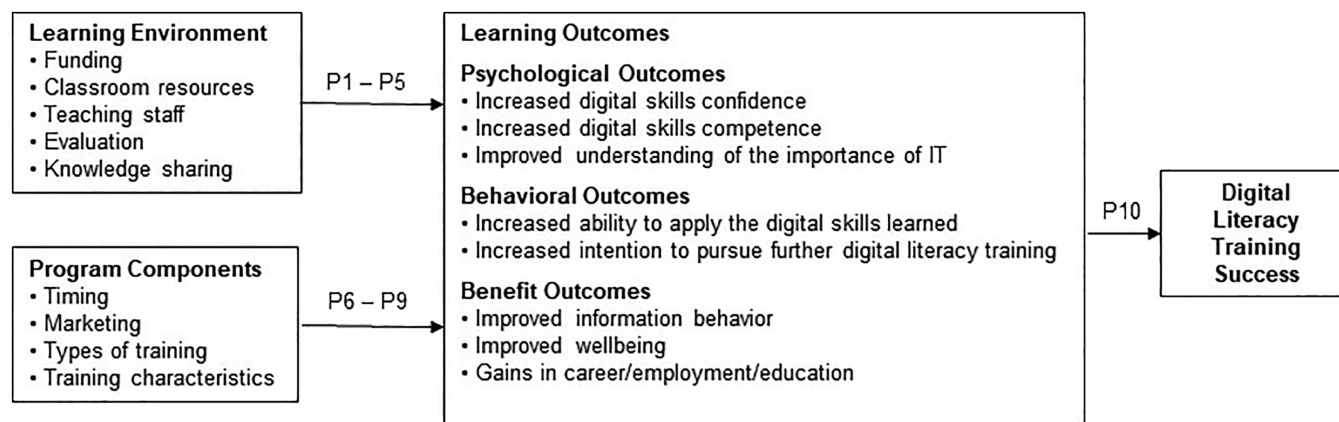 Learning Environment
• Funding
• Classroom resources
• Teaching staff
• Evaluation
• Knowledge sharing
P1 – P5
Program Components
• Timing
• Marketing
• Types of training
• Training characteristics
P6 – P9
Learning Outcomes
Psychological Outcomes
• Increased digital skills confidence
• Increased digital skills competence
• Improved understanding of the importance of IT
Behavioral Outcomes
• Increased ability to apply the digital skills learned
• Increased intention to pursue further digital literacy training
Benefit Outcomes
• Improved information behavior
• Improved wellbeing
• Gains in career/employment/education
P10
Digital
Literacy
Training
Success